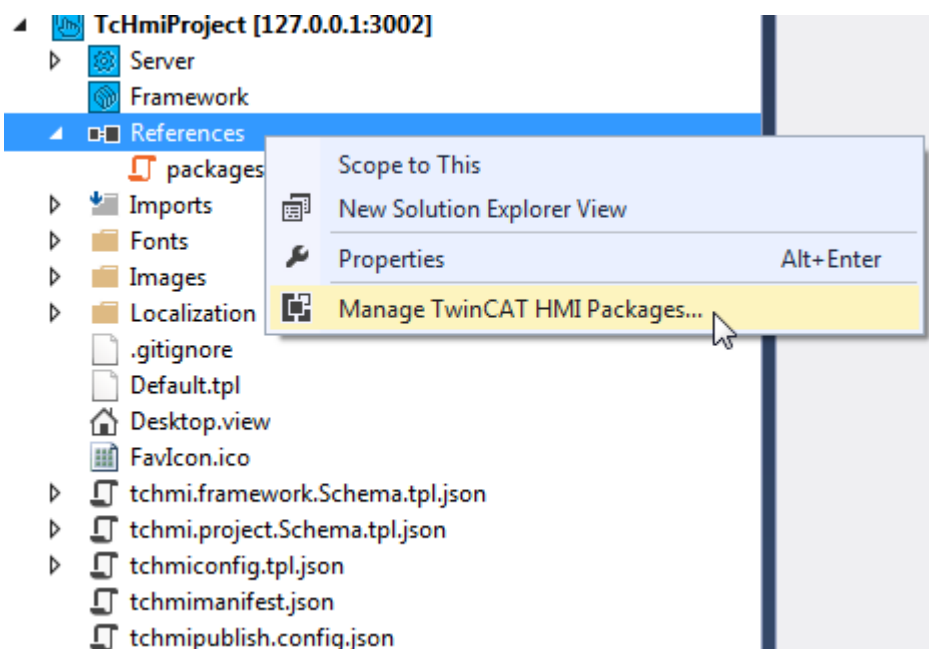 TcHmiProject [127.0.0.1:3002]
Server
Framework
References
packages
Scope to This
Imports
New Solution Explorer View
Fonts
Properties Alt+Enter
Images
Localization
Manage TwinCAT HMI Packages...
.gitignore
Default.tpl
Desktop.view
FavIcon.ico
tchmi.framework.Schema.tpl.json
tchmi.project.Schema.tpl.json
tchmiconfig.tpl.json
tchmimanifest.json
tchmipublish.config.json